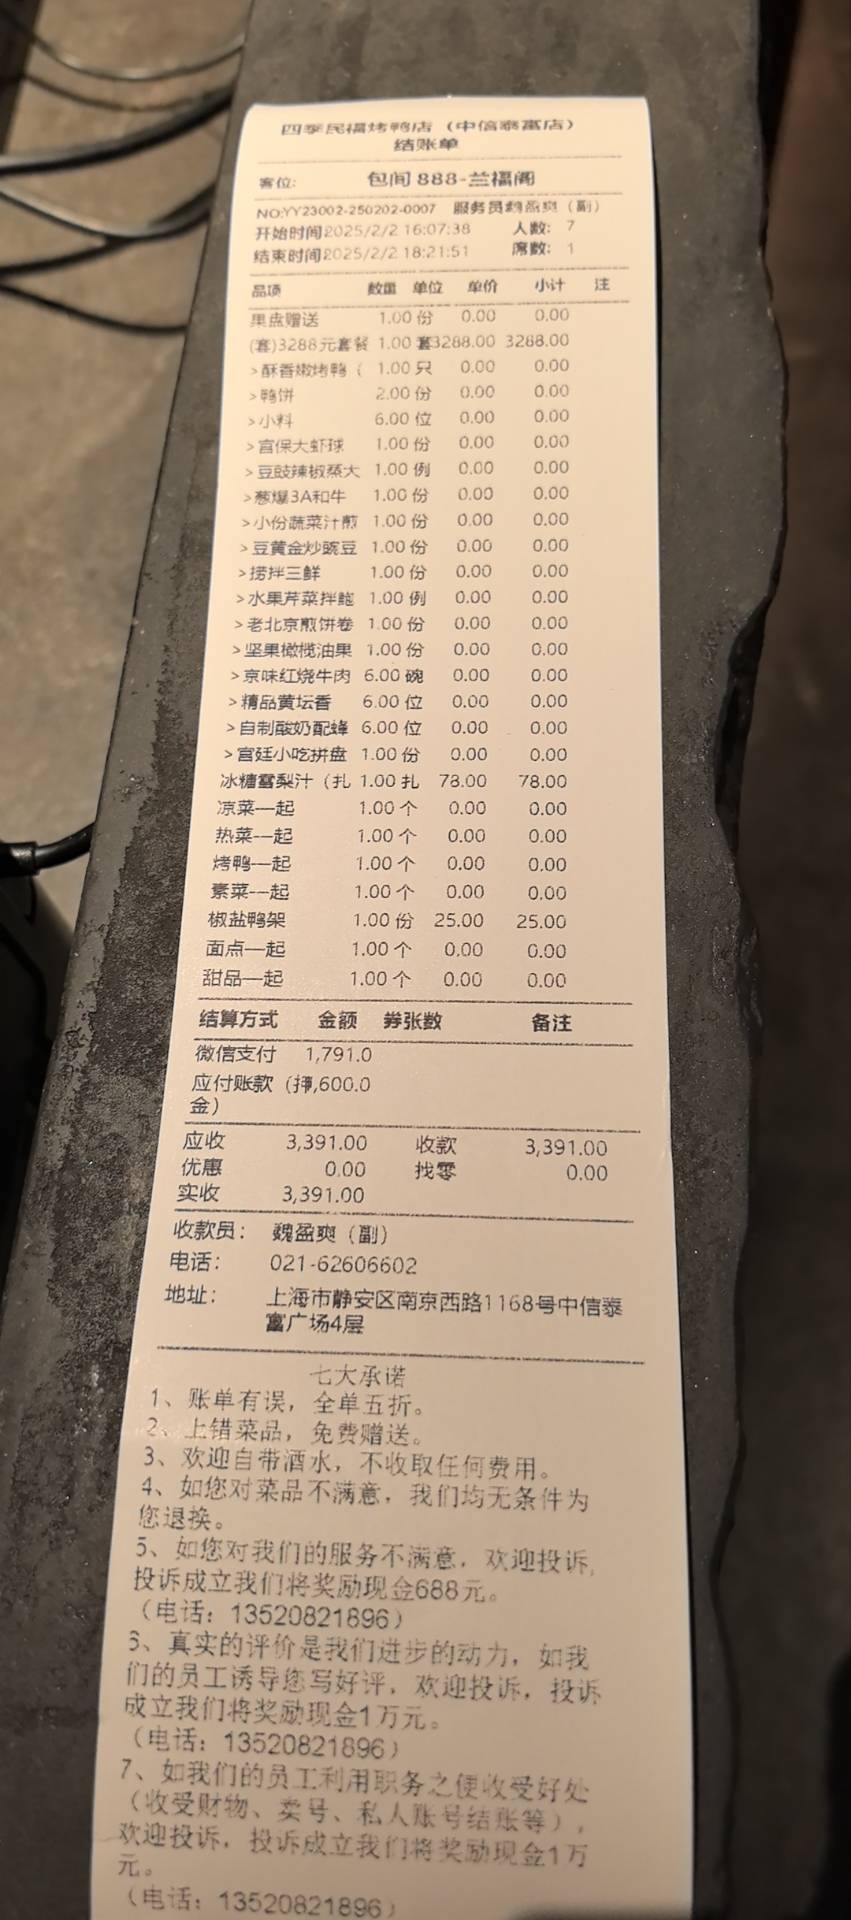 四季民福烤鸭店（中信泰富店）
结账单
客位: 包间 888-兰福阁
NO:YY23002-250202-0007 服务员魏盈爽（副）
开始时间2025/2/2 16:07:38 人数: 7
结束时间2025/2/2 18:21:51 席数: 1
品项 数量 单位 单价 小计 注
果盘赠送 1.00 份 0.00 0.00
(套)3288元套餐 1.00 套3288.00 3288.00
>酥香嫩烤鸭（ 1.00 只 0.00 0.00
>鸭饼 2.00 份 0.00 0.00
>小料 6.00 位 0.00 0.00
>宫保大虾球 1.00 份 0.00 0.00
>豆豉辣椒蒸大 1.00 例 0.00 0.00
>葱爆3A和牛 1.00 份 0.00 0.00
>小份蔬菜汁煎 1.00 份 0.00 0.00
>豆黄金炒豌豆 1.00 份 0.00 0.00
>捞拌三鲜 1.00 份 0.00 0.00
>水果芹菜拌鲍 1.00 例 0.00 0.00
>老北京煎饼卷 1.00 份 0.00 0.00
>坚果橄榄油果 1.00 份 0.00 0.00
>京味红烧牛肉 6.00 碗 0.00 0.00
>精品黄坛香 6.00 位 0.00 0.00
>自制酸奶配蜂 6.00 位 0.00 0.00
>宫廷小吃拼盘 1.00 份 0.00 0.00
冰糖雪梨汁（扎 1.00 扎 78.00 78.00
凉菜一起 1.00 个 0.00 0.00
热菜一起 1.00 个 0.00 0.00
烤鸭一起 1.00 个 0.00 0.00
素菜一起 1.00 个 0.00 0.00
椒盐鸭架 1.00 份 25.00 25.00
面点一起 1.00 个 0.00 0.00
甜品一起 1.00 个 0.00 0.00
结算方式 金额 券张数 备注
微信支付 1,791.0
应付账款（押,600.0
金）
应收 3,391.00 收款 3,391.00
优惠 0.00 找零 0.00
实收 3,391.00
收款员: 魏盈爽（副）
电话: 021-62606602
地址: 上海市静安区南京西路1168号中信泰
富广场4层
七大承诺
1、账单有误，全单五折。
2、上错菜品，免费赠送。
3、欢迎自带酒水，不收取任何费用。
4、如您对菜品不满意，我们均无条件为
您退换。
5、如您对我们的服务不满意，欢迎投诉，
投诉成立我们将奖励现金688元。
（电话：13520821896）
6、真实的评价是我们进步的动力，如我
们的员工诱导您写好评，欢迎投诉，投诉
成立我们将奖励现金1万元。
（电话：13520821896）
7、如我们的员工利用职务之便收受好处
（收受财物、卖号、私人账号结账等），
欢迎投诉，投诉成立我们将奖励现金1万
元。
（电话：13520821896）